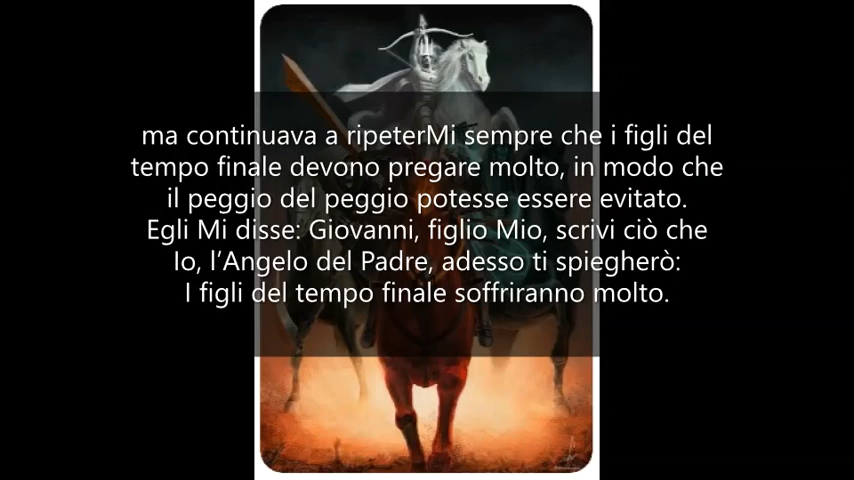 ma continuava a ripeterMi sempre che i figli del
tempo finale devono pregare molto, in modo che
il peggio del peggio potesse essere evitato.
Egli Mi disse: Giovanni, figlio Mio, scrivi ciò che
Io, l’Angelo del Padre, adesso ti spiegherò:
I figli del tempo finale soffriranno molto.